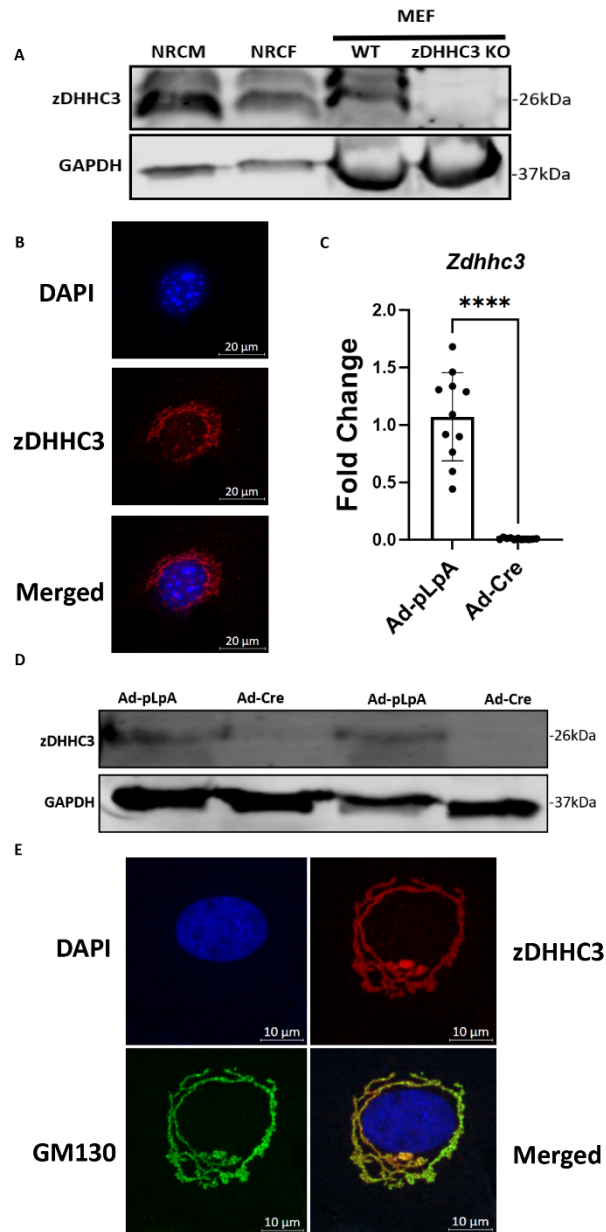 MEF
NRCM NRCF WT zDHHC3 KO
A
zDHHC3 -26kDa
GAPDH -37kDa
B
DAPI
20 µm
zDHHC3
20 µm
Merged
20 µm
C
Zdhhc3
****
Fold Change
2.0
1.5
1.0
0.5
0.0
Ad-pLpA
Ad-Cre
D
Ad-pLpA Ad-Cre Ad-pLpA Ad-Cre
zDHHC3 -26kDa
GAPDH -37kDa
E
DAPI
10 µm
zDHHC3
10 µm
GM130
10 µm
Merged
10 µm